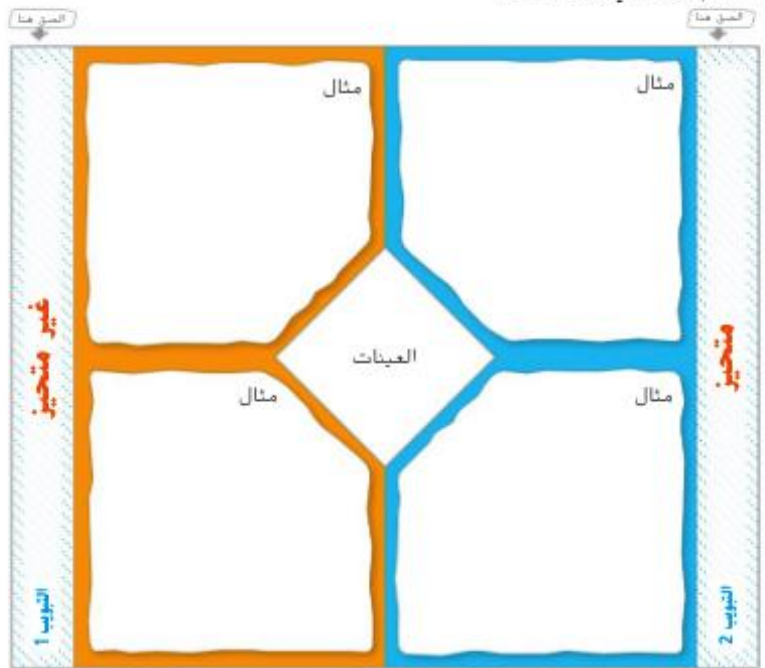 الصق هنا
الصق هنا
مثال
مثال
متحيز
غير متحيز
العينات
مثال
مثال
التبويب 2
التبويب 1